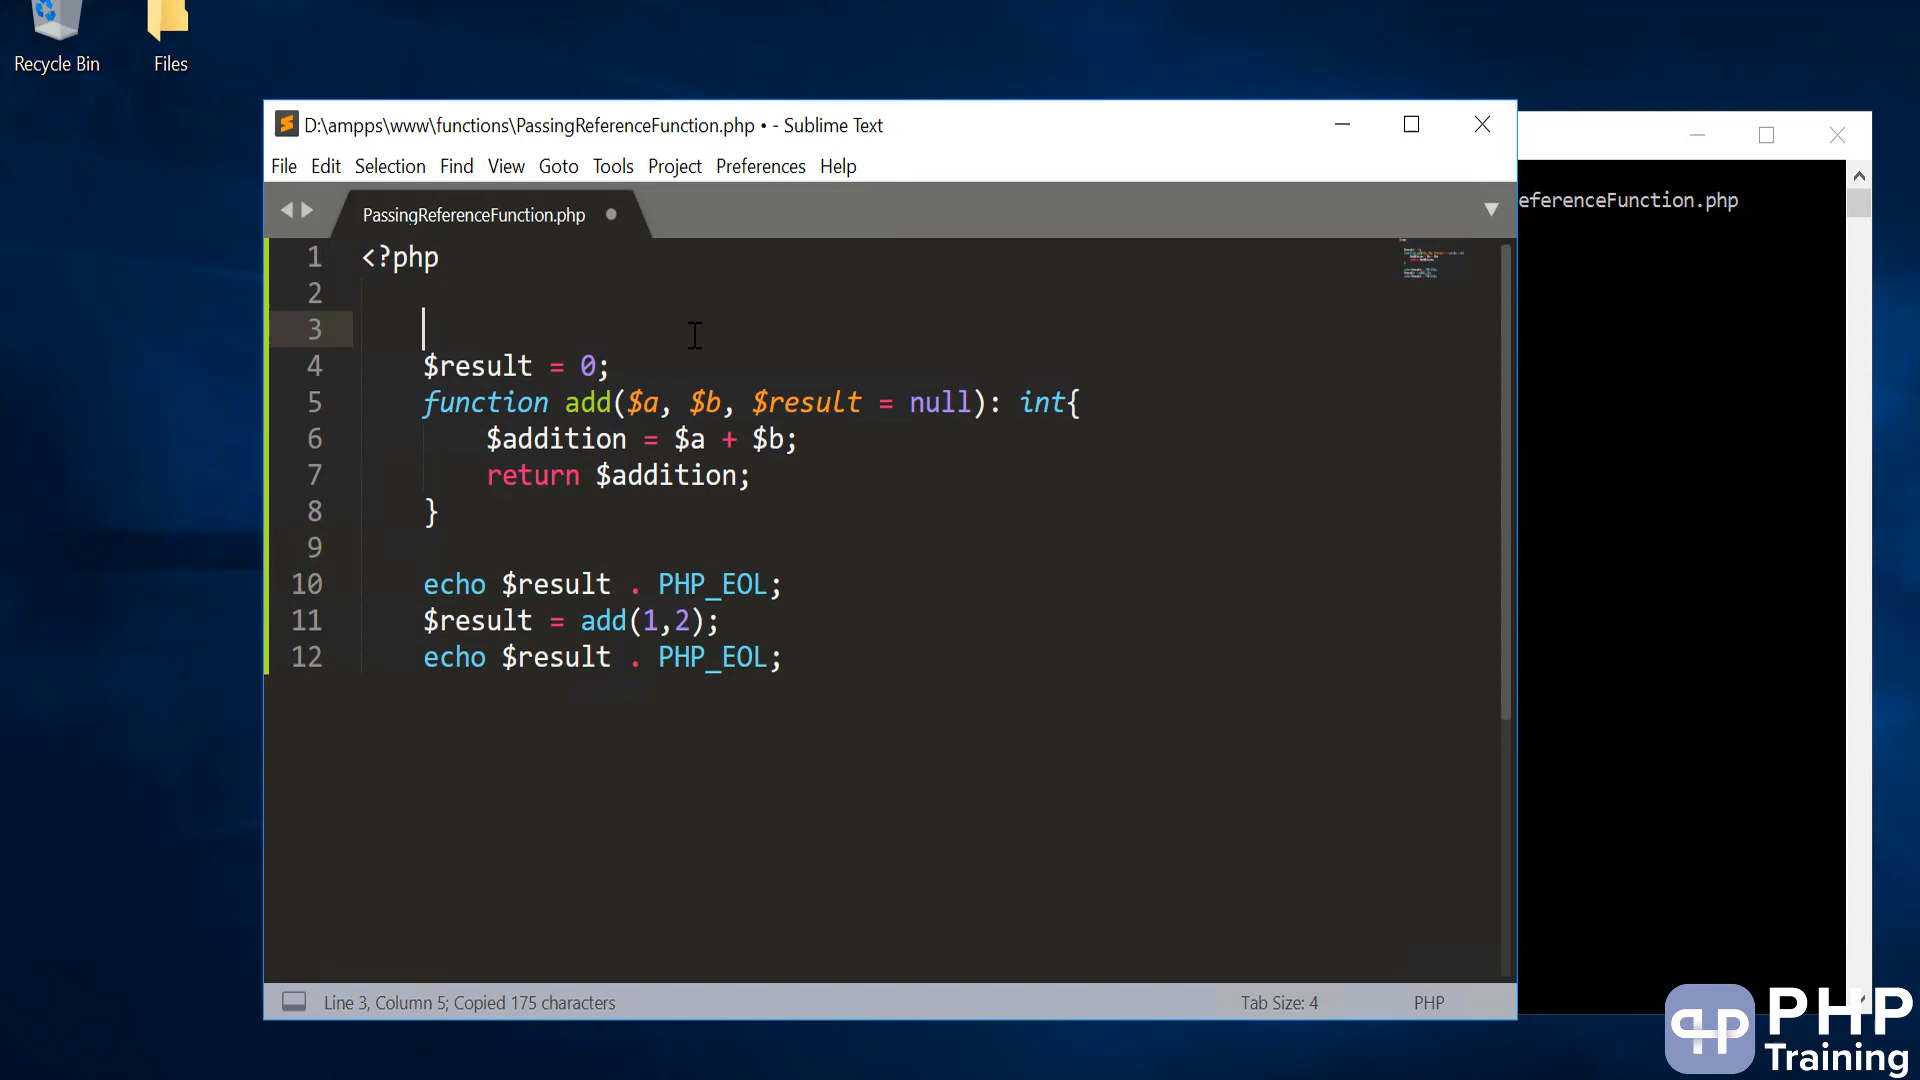 Recycle Bin
Files
D:\ampps\www\functions\PassingReferenceFunction.php • - Sublime Text
File Edit Selection Find View Goto Tools Project Preferences Help
PassingReferenceFunction.php
eferenceFunction.php
1 <?php
2
3
4 $result = 0;
5 function add($a, $b, $result = null): int{
6 $addition = $a + $b;
7 return $addition;
8 }
9
10 echo $result . PHP_EOL;
11 $result = add(1,2);
12 echo $result . PHP_EOL;
Line 3, Column 5; Copied 175 characters
Tab Size: 4
PHP
PHP
Training